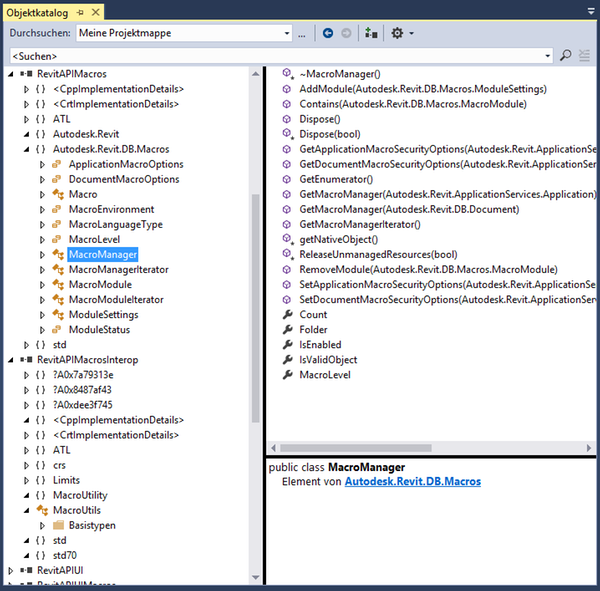 Objektkatalog
Durchsuchen: Meine Projektmappe ...
<Suchen>
RevitAPIMacros
{ } <CppImplementationDetails>
{ } <CrtImplementationDetails>
{ } ATL
{ } Autodesk.Revit
{ } Autodesk.Revit.DB.Macros
ApplicationMacroOptions
DocumentMacroOptions
Macro
MacroEnvironment
MacroLanguageType
MacroLevel
MacroManager
MacroManagerIterator
MacroModule
MacroModuleIterator
ModuleSettings
ModuleStatus
{ } std
RevitAPIMacrosInterop
{ } ?A0x7a79313e
{ } ?A0x8487af43
{ } ?A0xdee3f745
{ } <CppImplementationDetails>
{ } <CrtImplementationDetails>
{ } ATL
{ } crs
{ } Limits
{ } MacroUtility
MacroUtils
Basistypen
{ } std
{ } std70
RevitAPIUI
RevitAPIUIMacros
~MacroManager()
AddModule(Autodesk.Revit.DB.Macros.ModuleSettings)
Contains(Autodesk.Revit.DB.Macros.MacroModule)
Dispose()
Dispose(bool)
GetApplicationMacroSecurityOptions(Autodesk.Revit.ApplicationSer
GetDocumentMacroSecurityOptions(Autodesk.Revit.ApplicationSer
GetEnumerator()
GetMacroManager(Autodesk.Revit.ApplicationServices.Application)
GetMacroManager(Autodesk.Revit.DB.Document)
GetMacroManagerIterator()
getNativeObject()
ReleaseUnmanagedResources(bool)
RemoveModule(Autodesk.Revit.DB.Macros.MacroModule)
SetApplicationMacroSecurityOptions(Autodesk.Revit.ApplicationSer
SetDocumentMacroSecurityOptions(Autodesk.Revit.ApplicationServ
Count
Folder
IsEnabled
IsValidObject
MacroLevel
public class MacroManager
Element von Autodesk.Revit.DB.Macros